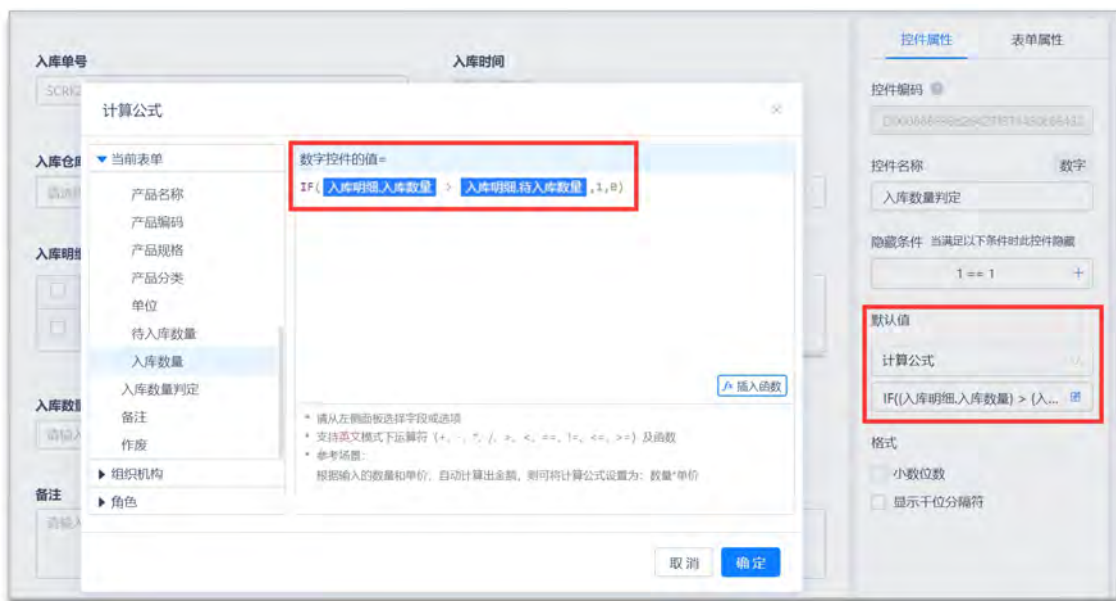 控件属性 表单属性
入库单号 入库时间
控件编码
计算公式
当前表单
数字控件的值=
IF( 入库明细.入库数量 > 入库明细.待入库数量 ,1,0)
产品名称
产品编码
产品规格
产品分类
单位
待入库数量
入库数量
入库数量判定
备注
作废
组织机构
角色
插入函数
* 请从左侧面板选择字段或选项
* 支持英文模式下运算符 (+, -, *, /, >, <, ==, !=, <=, >=) 及函数
* 参考场景:
根据输入的数量和单价, 自动计算出金额, 则可将计算公式设置为: 数量*单价
取消 确定
备注
控件名称 数字
入库数量判定
隐藏条件 当满足以下条件时此控件隐藏
1 == 1 +
默认值
计算公式
IF((入库明细.入库数量) > (入...
格式
小数位数
显示千位分隔符